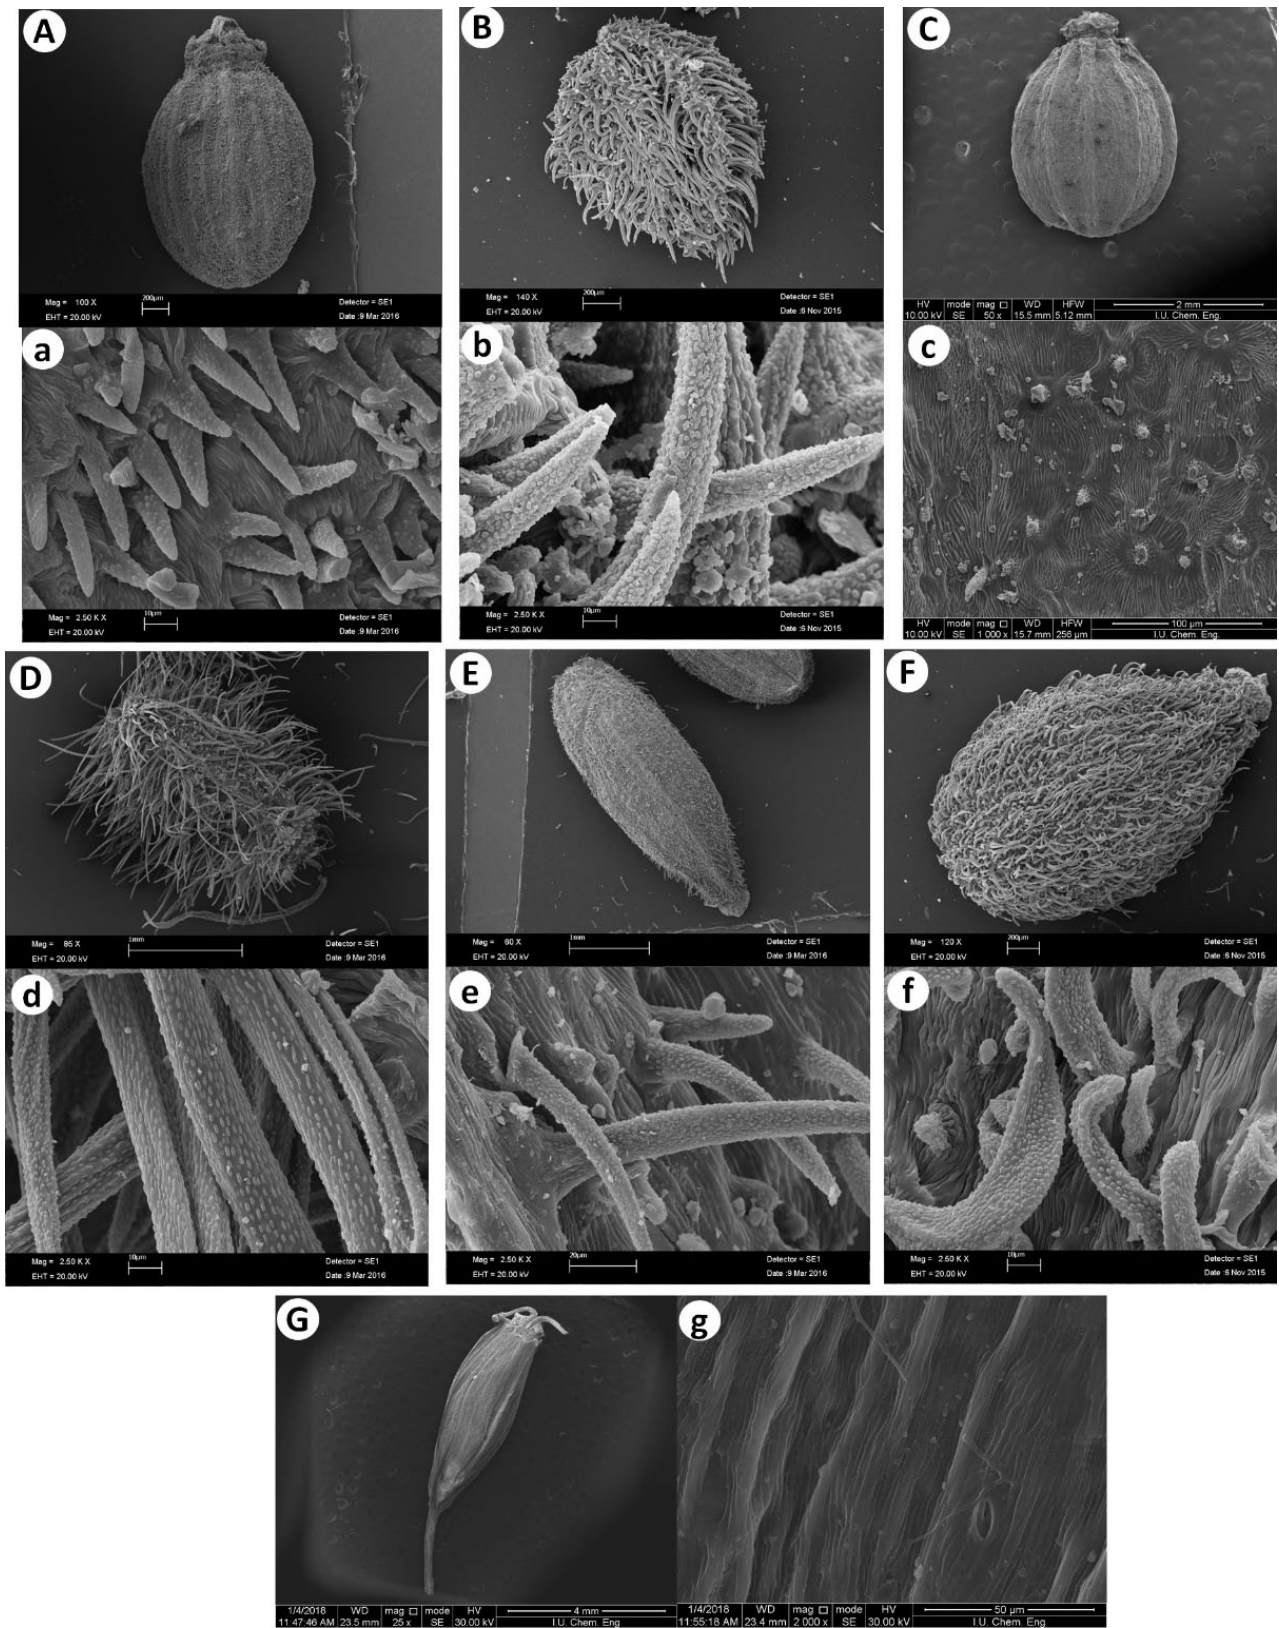 A
Mag = 100 X
200µm
Detector = SE1
EHT = 20.00 kV
Date :9 Mar 2016
B
Mag = 140 X
200µm
Detector = SE1
EHT = 20.00 kV
Date :6 Nov 2015
C
HV mode mag □ WD HFW 2 mm
10.00 kV SE 50 x 15.5 mm 5.12 mm I.U. Chem. Eng.
a
Mag = 2.50 K X
10µm
Detector = SE1
EHT = 20.00 kV
Date :9 Mar 2016
b
Mag = 2.50 K X
10µm
Detector = SE1
EHT = 20.00 kV
Date :6 Nov 2015
c
HV mode mag □ WD HFW 100 µm
10.00 kV SE 1 000 x 15.7 mm 256 µm I.U. Chem. Eng.
D
Mag = 85 X
1mm
Detector = SE1
EHT = 20.00 kV
Date :9 Mar 2016
E
Mag = 60 X
1mm
Detector = SE1
EHT = 20.00 kV
Date :9 Mar 2016
F
Mag = 120 X
200µm
Detector = SE1
EHT = 20.00 kV
Date :6 Nov 2015
d
Mag = 2.50 K X
10µm
Detector = SE1
EHT = 20.00 kV
Date :9 Mar 2016
e
Mag = 2.50 K X
20µm
Detector = SE1
EHT = 20.00 kV
Date :9 Mar 2016
f
Mag = 2.50 K X
10µm
Detector = SE1
EHT = 20.00 kV
Date :6 Nov 2015
G
1/4/2018 WD mag □ mode HV 4 mm
11:47:46 AM 23.5 mm 25 x SE 30.00 kV I.U. Chem. Eng
g
1/4/2018 WD mag □ mode HV 50 µm
11:55:18 AM 23.4 mm 2 000 x SE 30.00 kV I.U. Chem. Eng